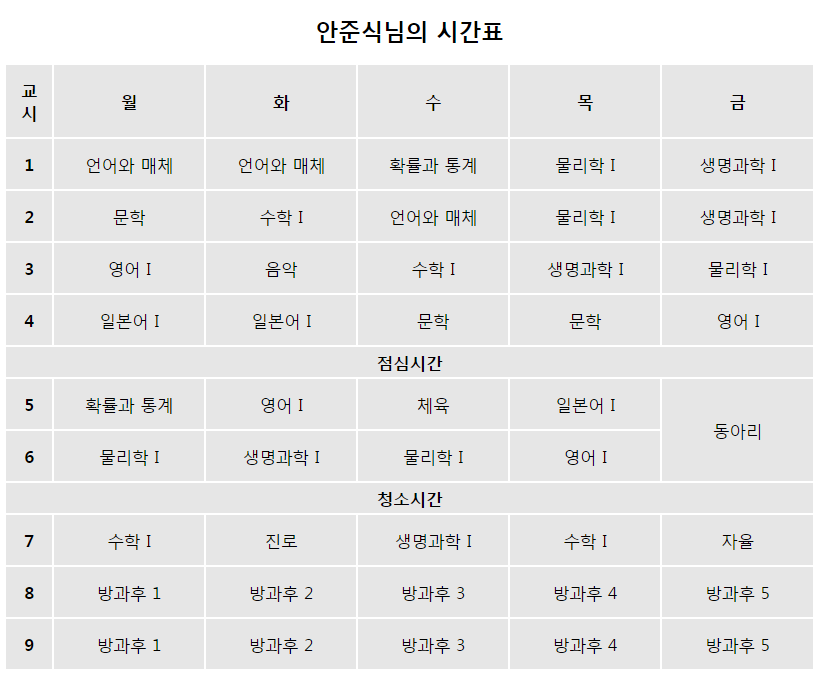 안준식님의 시간표
교시 월 화 수 목 금
1 언어와 매체 언어와 매체 확률과 통계 물리학 I 생명과학 I
2 문학 수학 I 언어와 매체 물리학 I 생명과학 I
3 영어 I 음악 수학 I 생명과학 I 물리학 I
4 일본어 I 일본어 I 문학 문학 영어 I
점심시간
5 확률과 통계 영어 I 체육 일본어 I 동아리
6 물리학 I 생명과학 I 물리학 I 영어 I
청소시간
7 수학 I 진로 생명과학 I 수학 I 자율
8 방과후 1 방과후 2 방과후 3 방과후 4 방과후 5
9 방과후 1 방과후 2 방과후 3 방과후 4 방과후 5